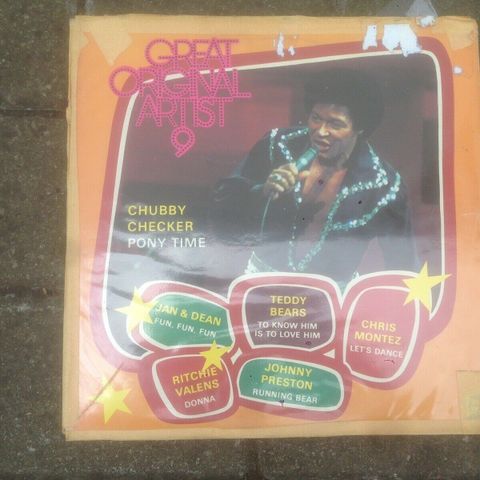 GREAT
ORIGINAL
ARTIST
9
CHUBBY
CHECKER
PONY TIME
JAN & DEAN
FUN, FUN, FUN
TEDDY
BEARS
TO KNOW HIM
IS TO LOVE HIM
CHRIS
MONTEZ
LET'S DANCE
RITCHIE
VALENS
DONNA
JOHNNY
PRESTON
RUNNING BEAR